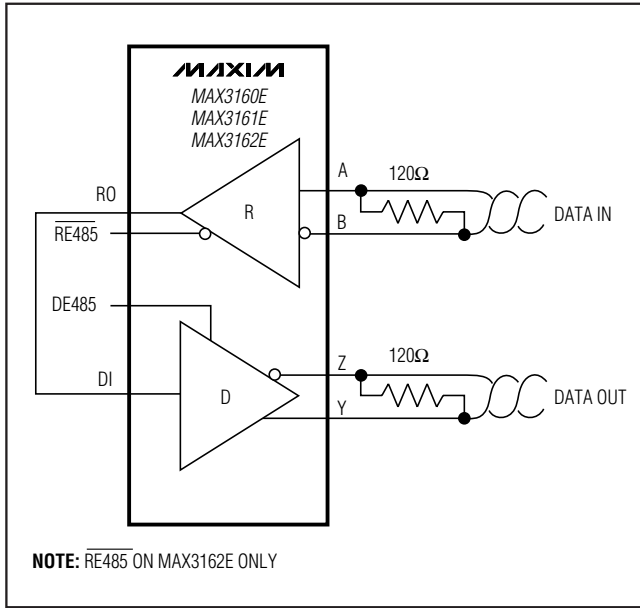 MAXIM
MAX3160E
MAX3161E
MAX3162E
A
120Ω
RO
R
RE485
B
DATA IN
DE485
Z
120Ω
DI
D
Y
DATA OUT
NOTE: RE485 ON MAX3162E ONLY